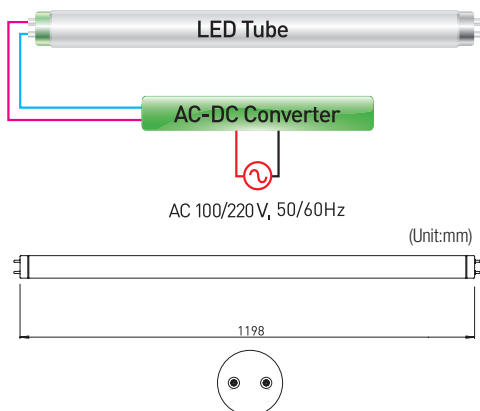 LED Tube
AC-DC Converter
AC 100/220V, 50/60Hz
(Unit:mm)
1198